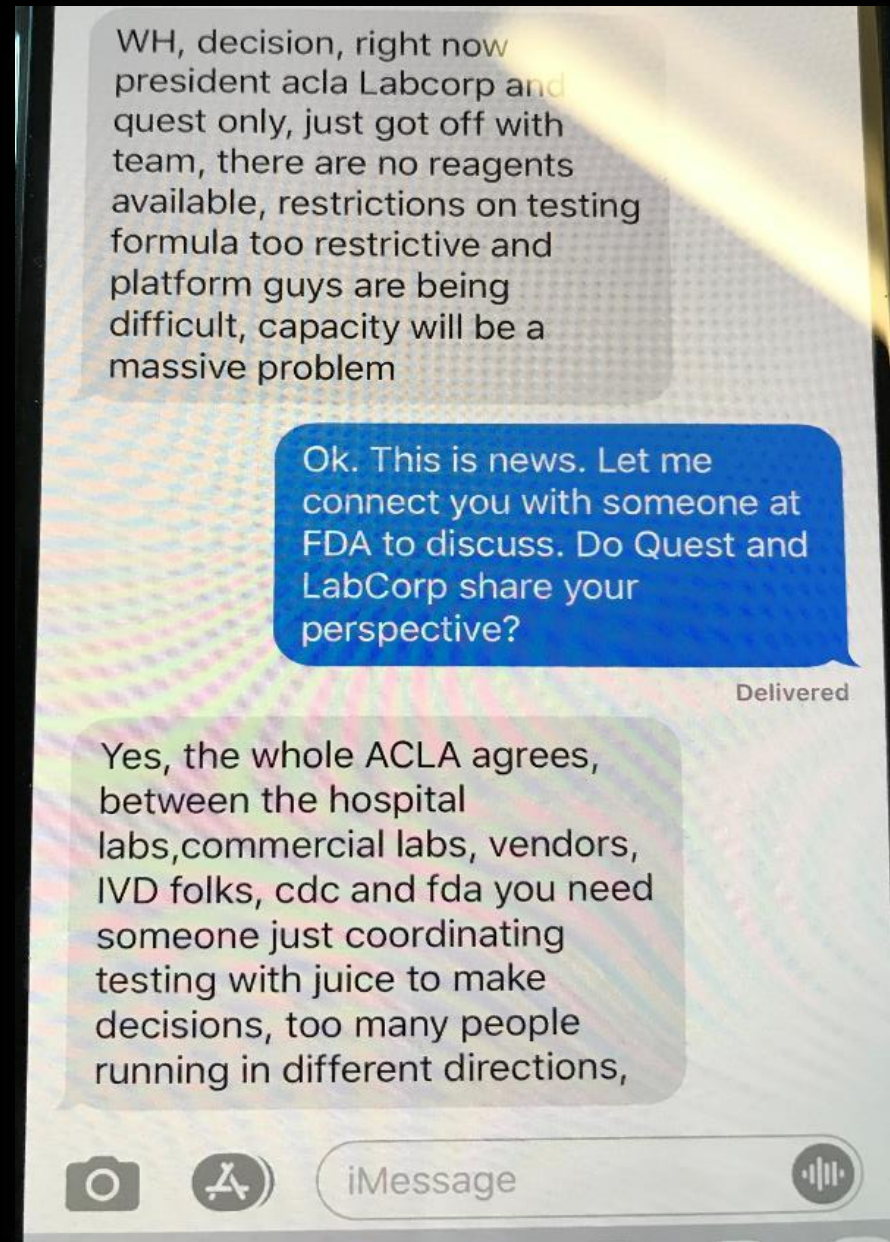 WH, decision, right now
president acla Labcorp and
quest only, just got off with
team, there are no reagents
available, restrictions on testing
formula too restrictive and
platform guys are being
difficult, capacity will be a
massive problem
Ok. This is news. Let me
connect you with someone at
FDA to discuss. Do Quest and
LabCorp share your
perspective?
Delivered
Yes, the whole ACLA agrees,
between the hospital
labs,commercial labs, vendors,
IVD folks, cdc and fda you need
someone just coordinating
testing with juice to make
decisions, too many people
running in different directions,
iMessage